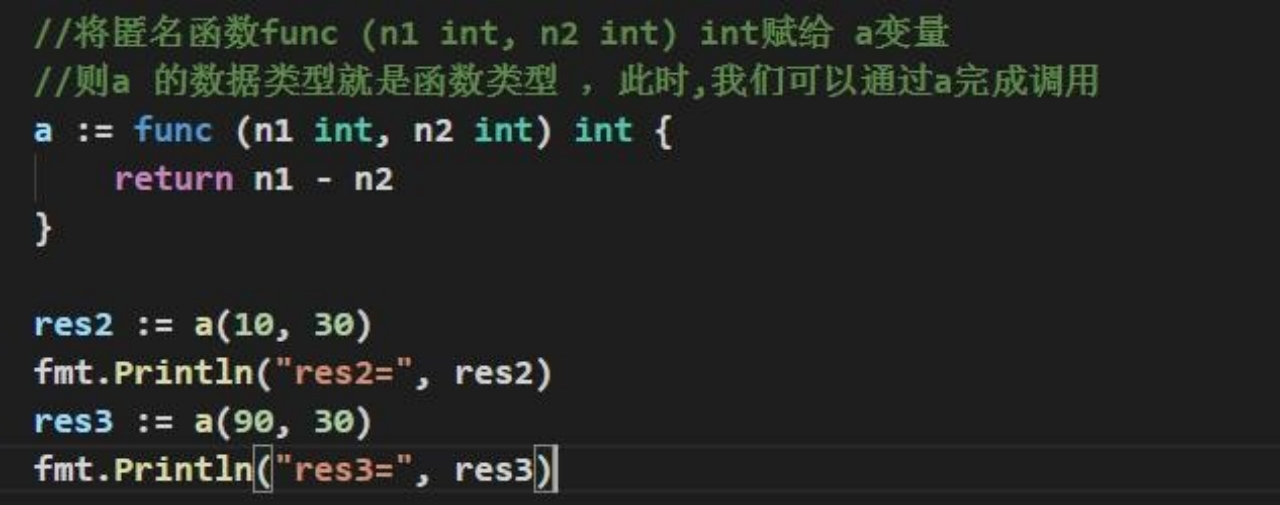 //将匿名函数func (n1 int, n2 int) int赋给 a变量
//则a 的数据类型就是函数类型 ，此时,我们可以通过a完成调用
a := func (n1 int, n2 int) int {
    return n1 - n2
}
res2 := a(10, 30)
fmt.Println("res2=", res2)
res3 := a(90, 30)
fmt.Println("res3=", res3)